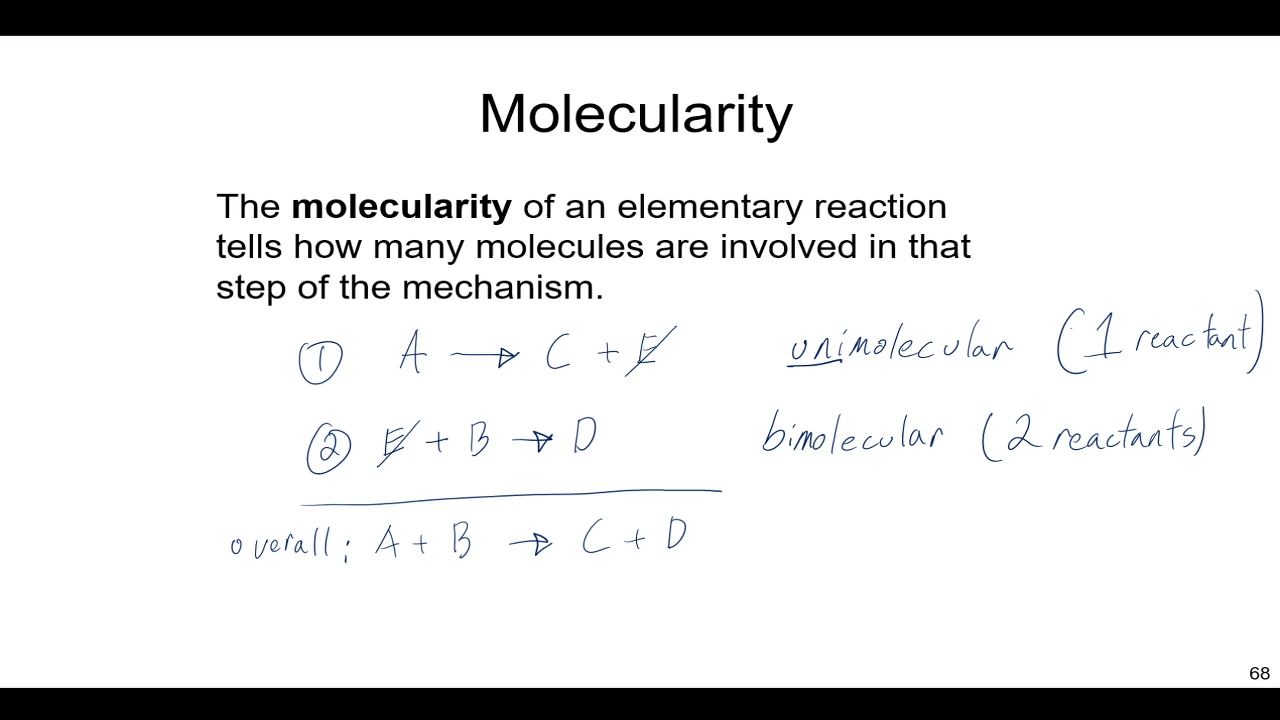 Molecularity
The molecularity of an elementary reaction
tells how many molecules are involved in that
step of the mechanism.
① A → C + E unimolecular (1 reactant)
② E + B → D bimolecular (2 reactants)
overall: A + B → C + D
68